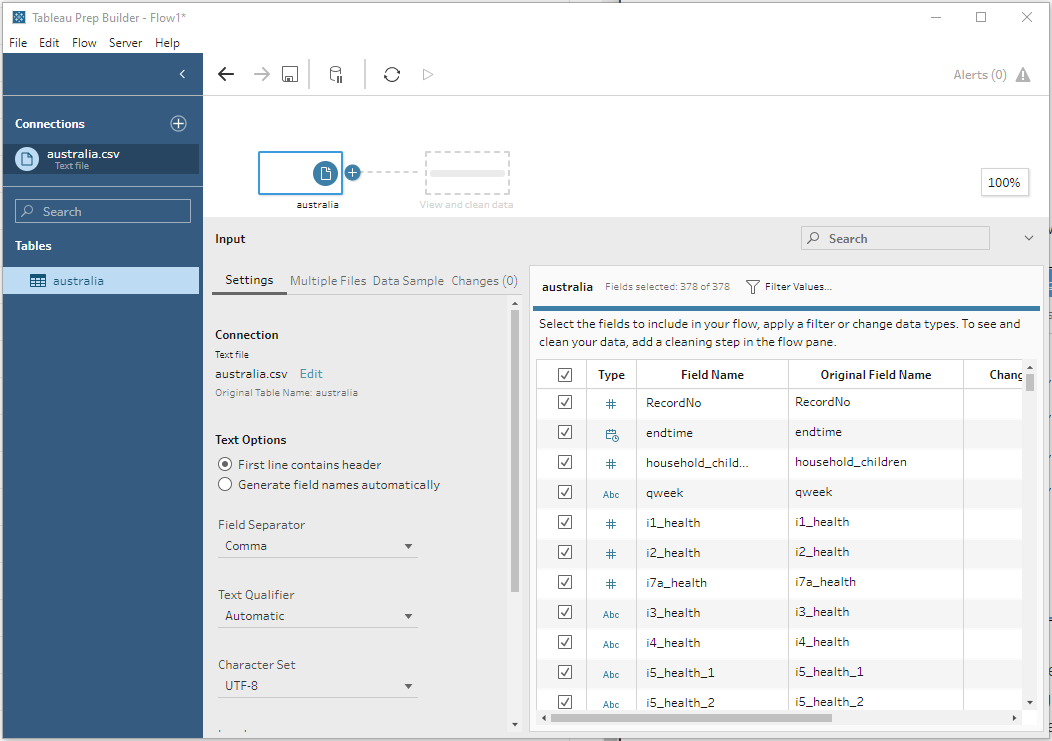 Tableau Prep Builder - Flow1*
File Edit Flow Server Help
Alerts (0)
Connections
australia.csv
Text file
Search
Tables
australia
australia
View and clean data
100%
Input
Search
Settings Multiple Files Data Sample Changes (0)
Connection
Text file
australia.csv Edit
Original Table Name: australia
Text Options
First line contains header
Generate field names automatically
Field Separator
Comma
Text Qualifier
Automatic
Character Set
UTF-8
australia Fields selected: 378 of 378 Filter Values...
Select the fields to include in your flow, apply a filter or change data types. To see and
clean your data, add a cleaning step in the flow pane.
Type Field Name Original Field Name Chang
# RecordNo RecordNo
endtime endtime
# household_child... household_children
Abc qweek qweek
# i1_health i1_health
# i2_health i2_health
# i7a_health i7a_health
Abc i3_health i3_health
Abc i4_health i4_health
Abc i5_health_1 i5_health_1
Abc i5_health_2 i5_health_2